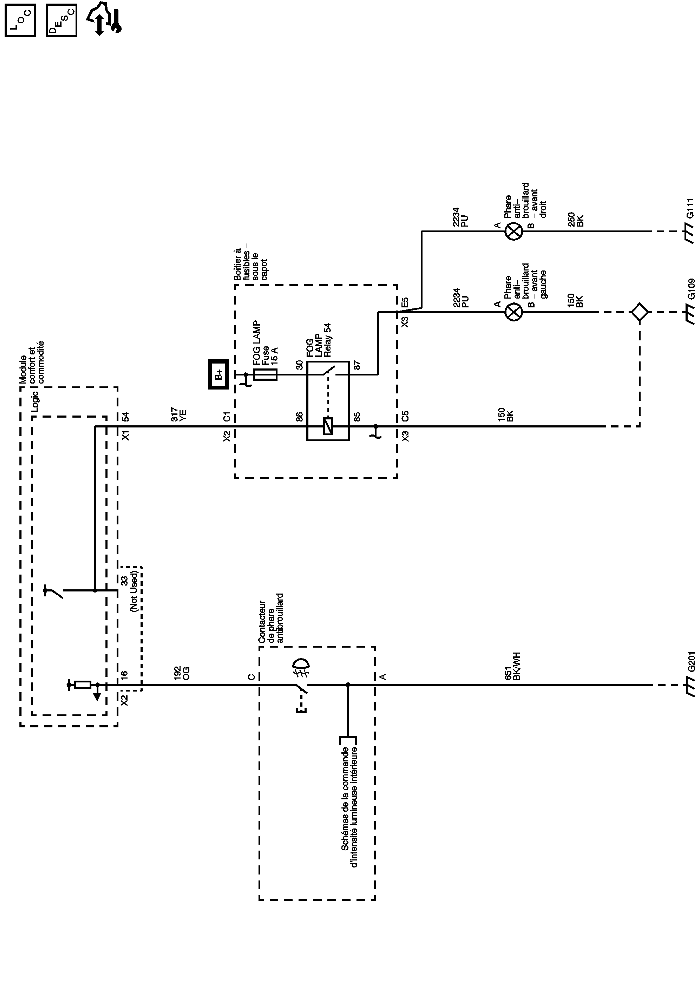 LOC
DESC
Module
confort et
commodité
Logic
54
X1
317
YE
33
(Not Used)
16
X2
192
OG
Boîtier à
fusibles –
sous le
capot
B+
FOG LAMP
Fuse
15 A
30
FOG
LAMP
Relay 54
87
86
85
C1
X2
E5
X3
C5
X3
2234
PU
A
Phare
anti–
brouillard
– avant
droit
B
250
BK
G111
2234
PU
A
Phare
anti–
brouillard
– avant
gauche
B
150
BK
G109
150
BK
Contacteur
de phare
antibrouillard
C
A
Schémas de la commande
d'intensité lumineuse intérieure
651
BK-WH
G201